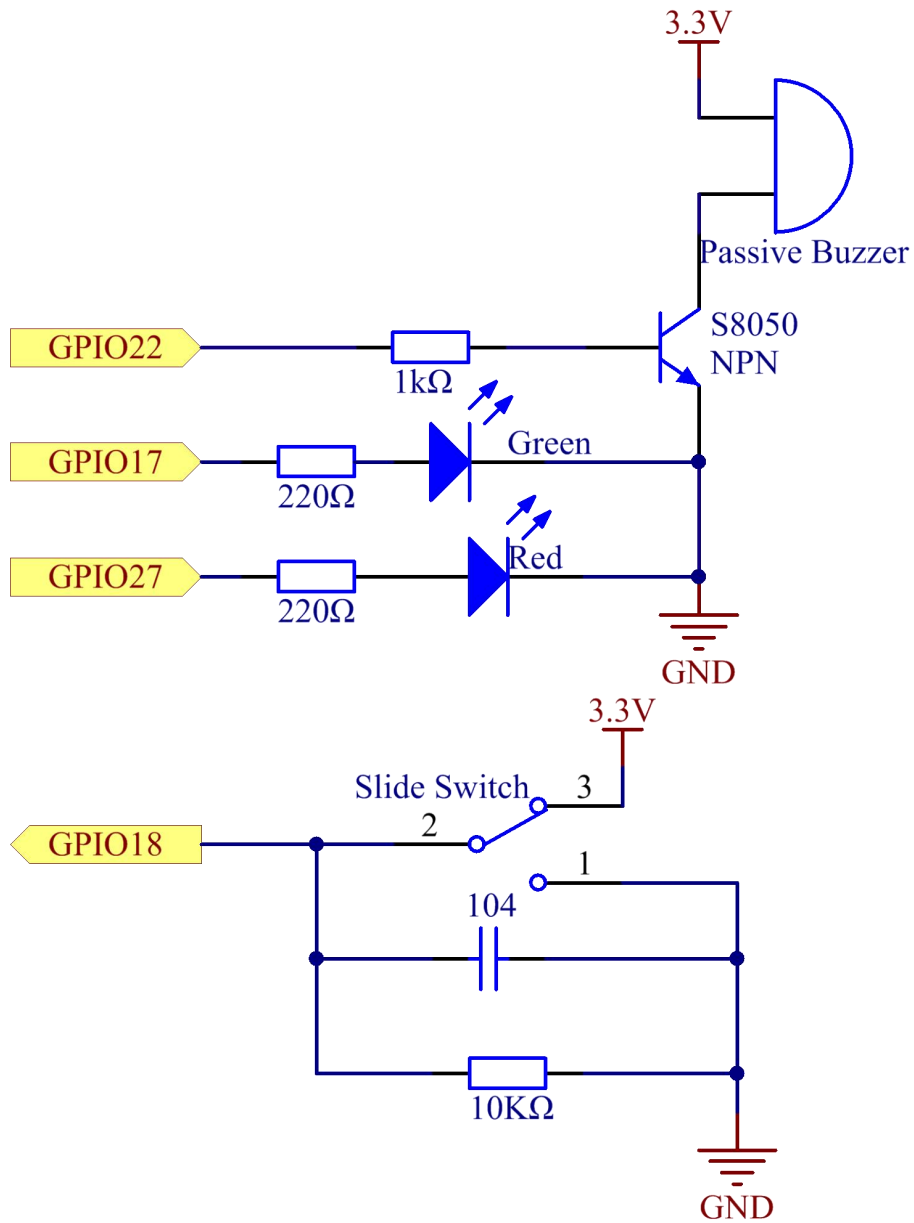 3.3V
Passive Buzzer
S8050
NPN
GPIO22
1kΩ
GPIO17
Green
220Ω
GPIO27
Red
220Ω
GND
3.3V
Slide Switch
3
2
GPIO18
1
104
10KΩ
GND